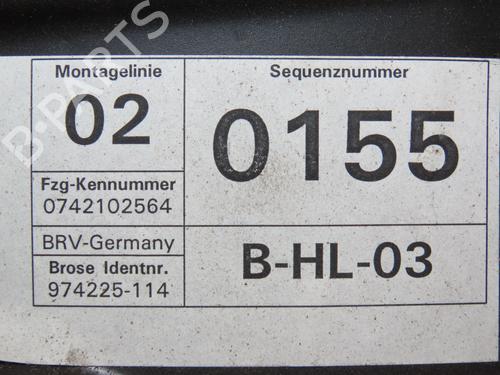 B-PARTS
Montagelinie
02
Sequenznummer
0155
Fzg-Kennummer
0742102564
BRV-Germany
Brose Identnr.
974225-114
B-HL-03